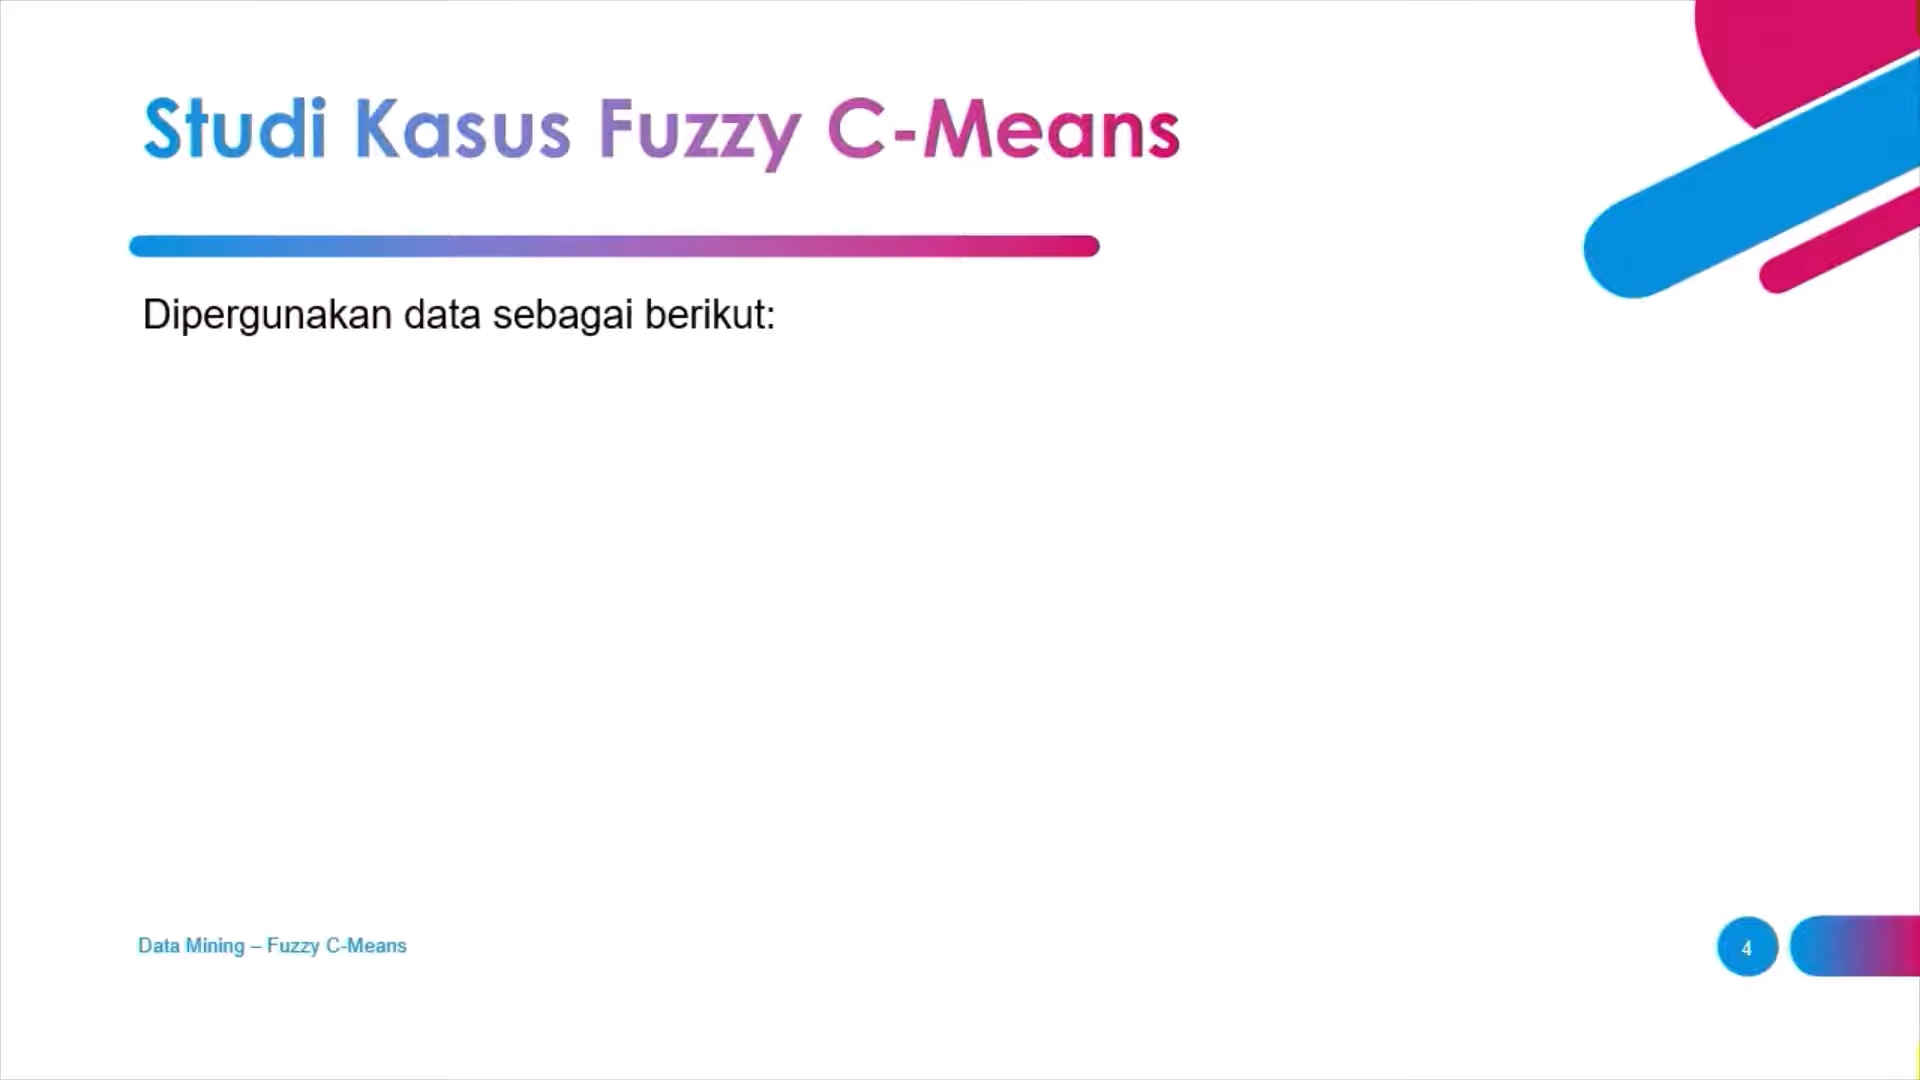 Studi Kasus Fuzzy C-Means
Dipergunakan data sebagai berikut:
Data Mining – Fuzzy C-Means
4